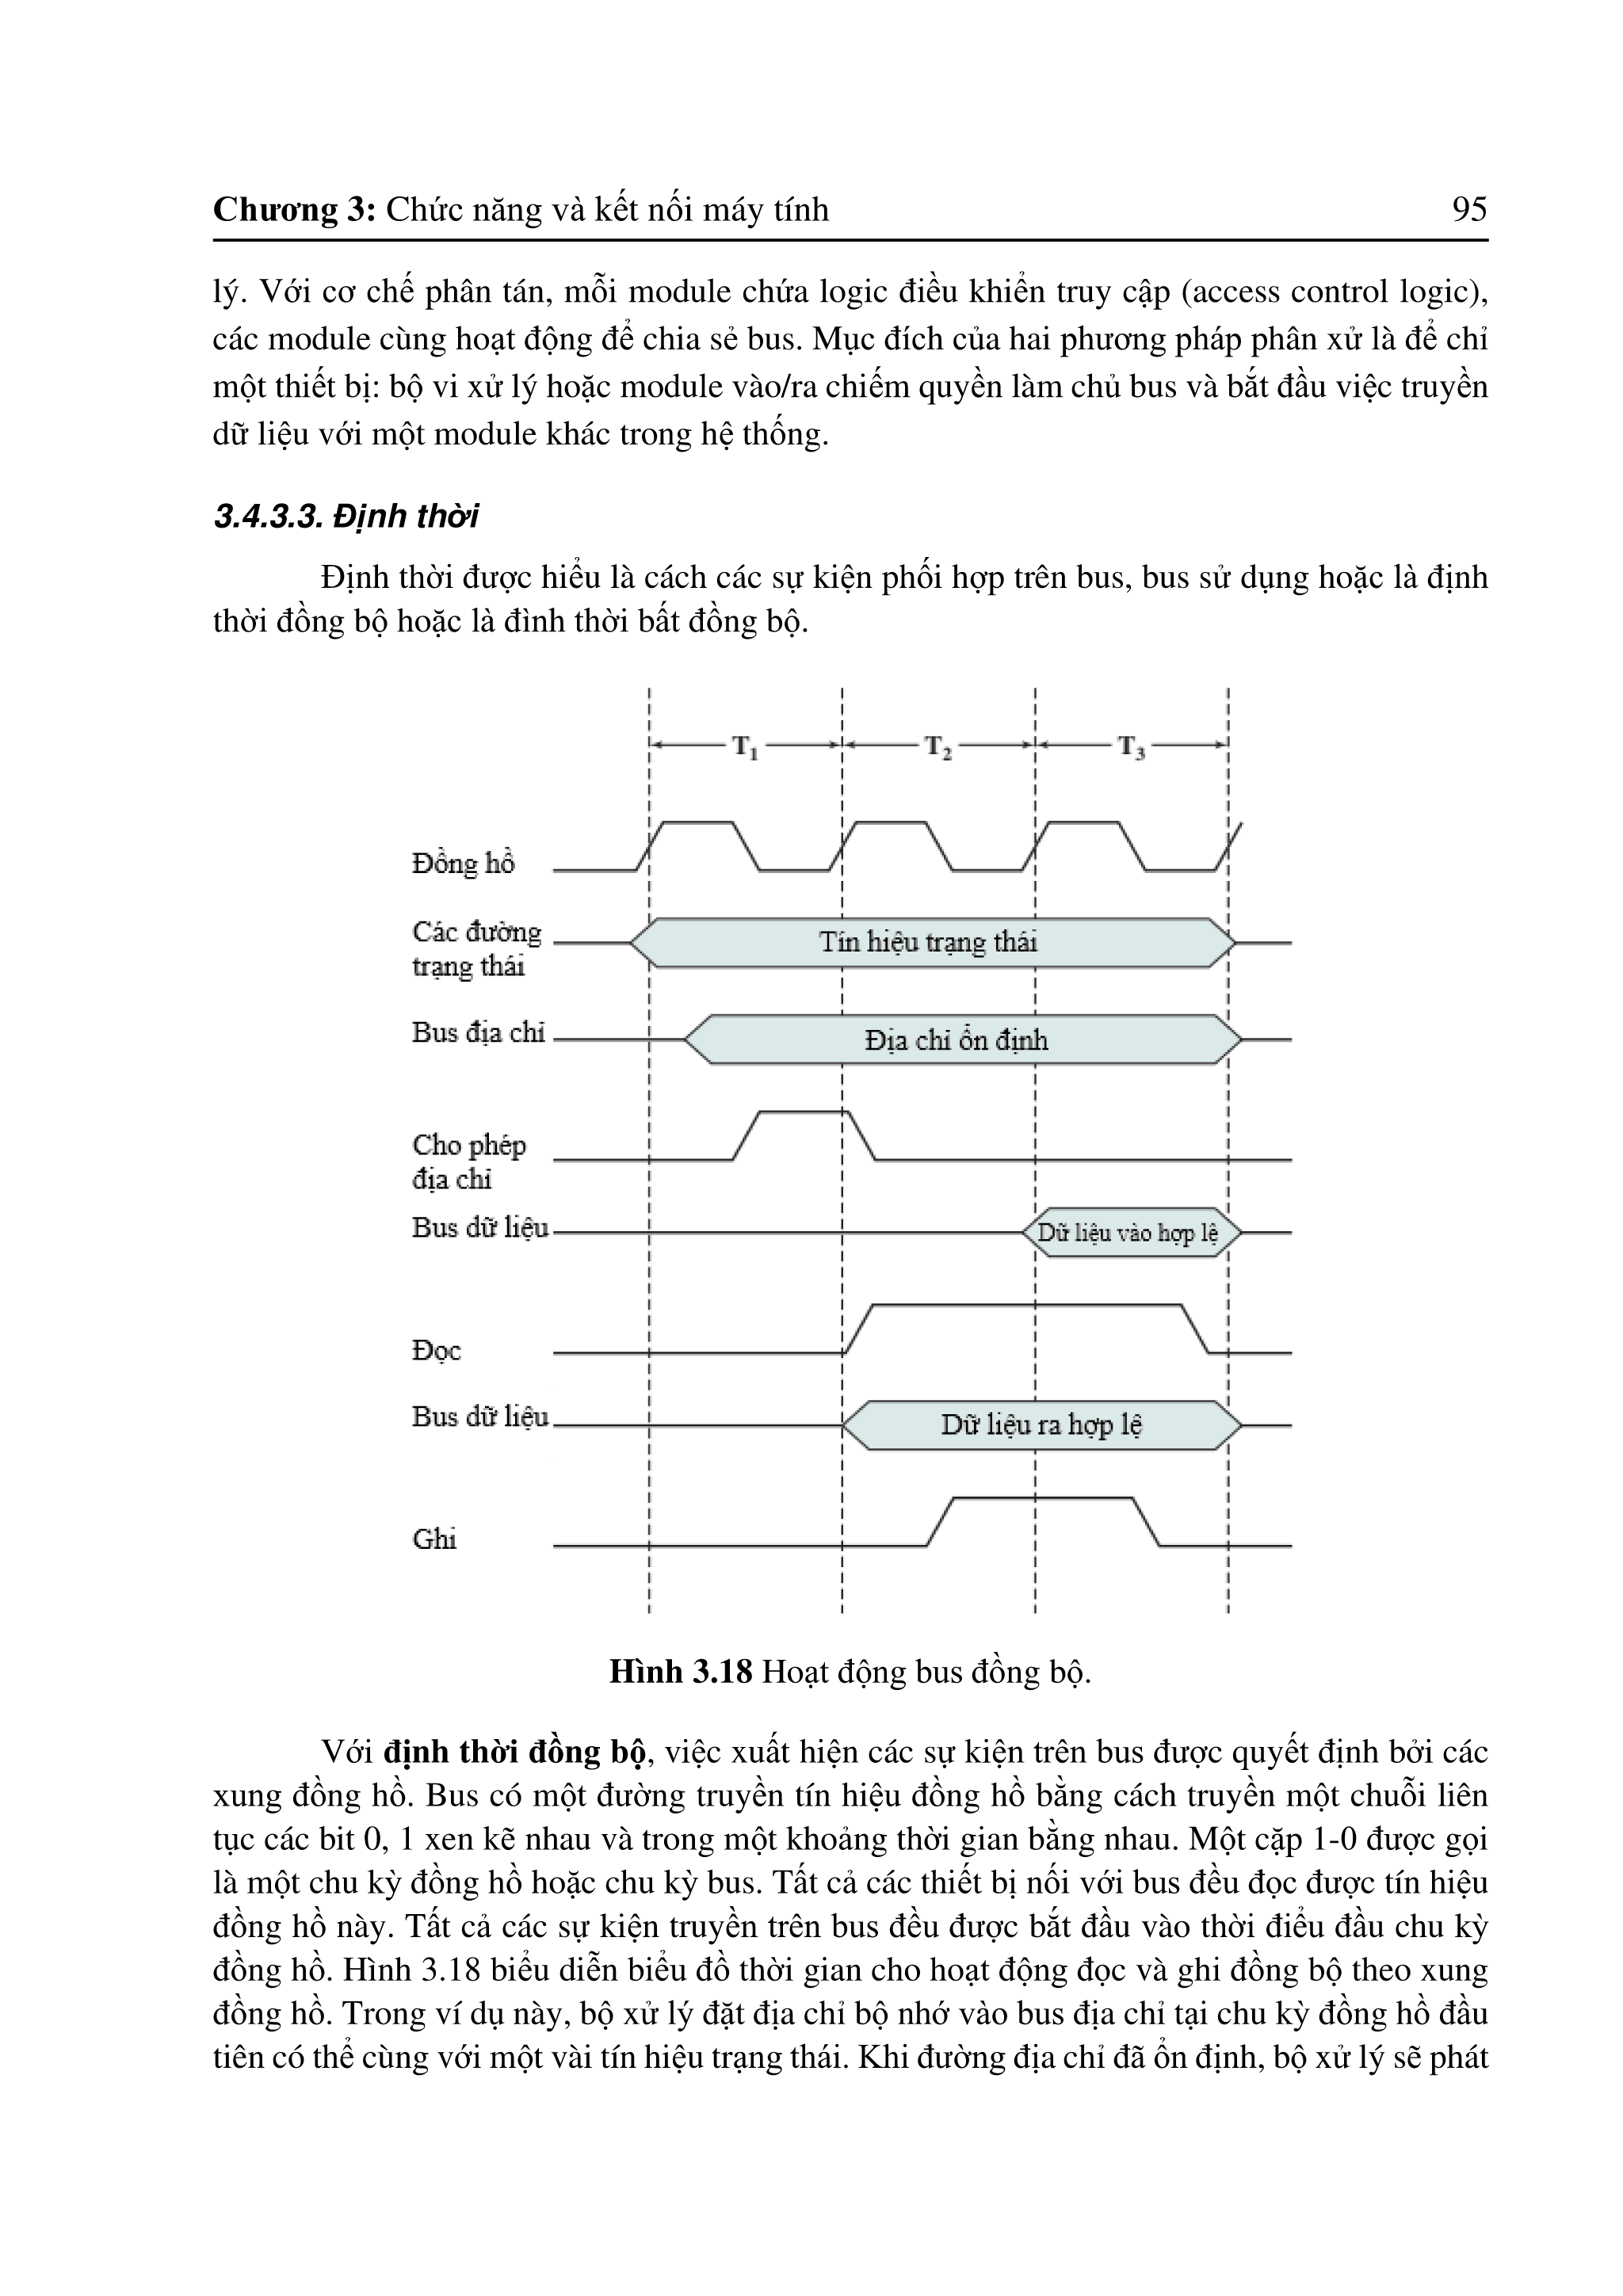 Chương 3: Chức năng và kết nối máy tính 95
lý. Với cơ chế phân tán, mỗi module chứa logic điều khiển truy cập (access control logic),
các module cùng hoạt động để chia sẻ bus. Mục đích của hai phương pháp phân xử là để chỉ
một thiết bị: bộ vi xử lý hoặc module vào/ra chiếm quyền làm chủ bus và bắt đầu việc truyền
dữ liệu với một module khác trong hệ thống.
3.4.3.3. Định thời
Định thời được hiểu là cách các sự kiện phối hợp trên bus, bus sử dụng hoặc là định
thời đồng bộ hoặc là đình thời bất đồng bộ.
T1 T2 T3
Đồng hồ
Các đường
trạng thái
Tín hiệu trạng thái
Bus địa chỉ
Địa chỉ ổn định
Cho phép
địa chỉ
Bus dữ liệu
Dữ liệu vào hợp lệ
Đọc
Bus dữ liệu
Dữ liệu ra hợp lệ
Ghi
Hình 3.18 Hoạt động bus đồng bộ.
Với định thời đồng bộ, việc xuất hiện các sự kiện trên bus được quyết định bởi các
xung đồng hồ. Bus có một đường truyền tín hiệu đồng hồ bằng cách truyền một chuỗi liên
tục các bit 0, 1 xen kẽ nhau và trong một khoảng thời gian bằng nhau. Một cặp 1-0 được gọi
là một chu kỳ đồng hồ hoặc chu kỳ bus. Tất cả các thiết bị nối với bus đều đọc được tín hiệu
đồng hồ này. Tất cả các sự kiện truyền trên bus đều được bắt đầu vào thời điểu đầu chu kỳ
đồng hồ. Hình 3.18 biểu diễn biểu đồ thời gian cho hoạt động đọc và ghi đồng bộ theo xung
đồng hồ. Trong ví dụ này, bộ xử lý đặt địa chỉ bộ nhớ vào bus địa chỉ tại chu kỳ đồng hồ đầu
tiên có thể cùng với một vài tín hiệu trạng thái. Khi đường địa chỉ đã ổn định, bộ xử lý sẽ phát